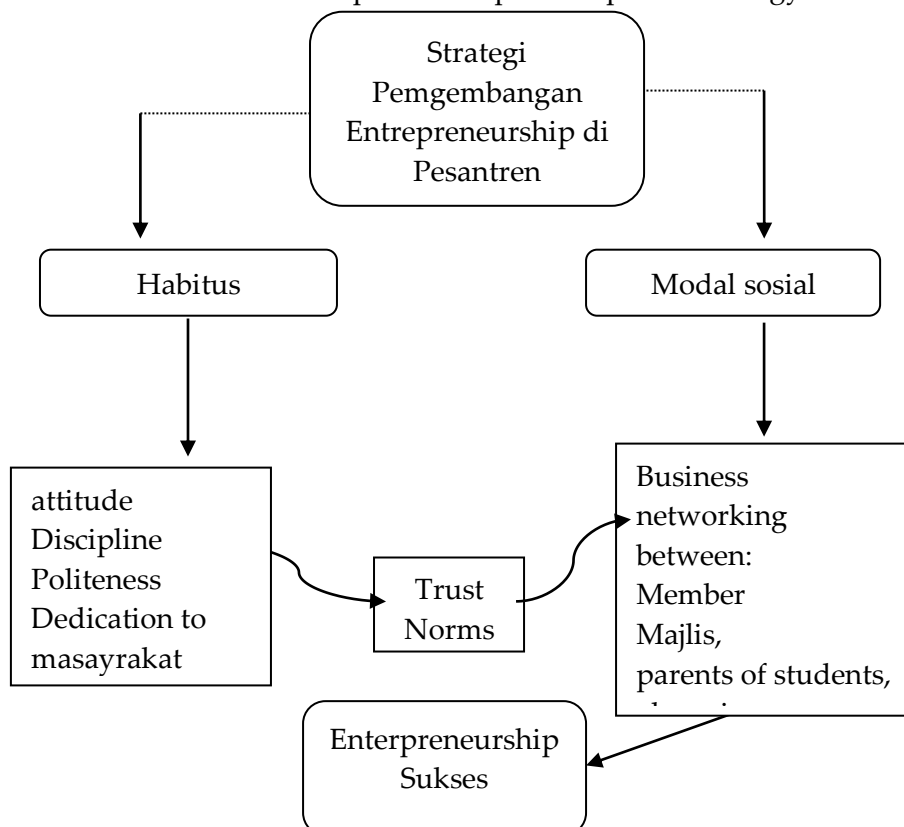 Strategi
Pemgembangan
Entrepreneurship di
Pesantren
Habitus
Modal sosial
attitude
Discipline
Politeness
Dedication to
masayrakat
Trust
Norms
Business
networking
between:
Member
Majlis,
parents of students,
Enterpreneurship
Sukses